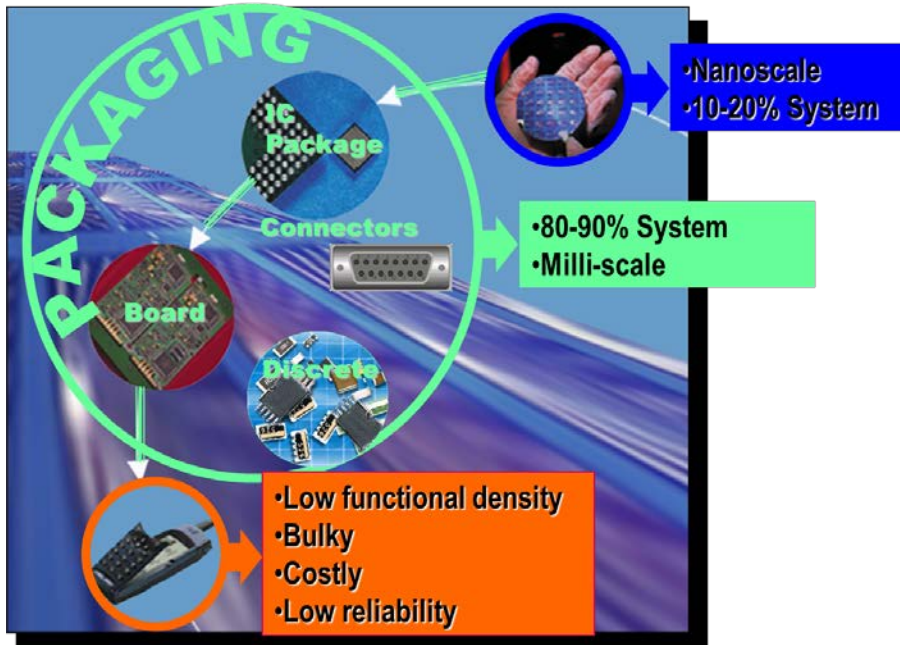 PACKAGING
IC
Package
Connectors
Board
Discrete
•Nanoscale
•10-20% System
•80-90% System
•Milli-scale
•Low functional density
•Bulky
•Costly
•Low reliability